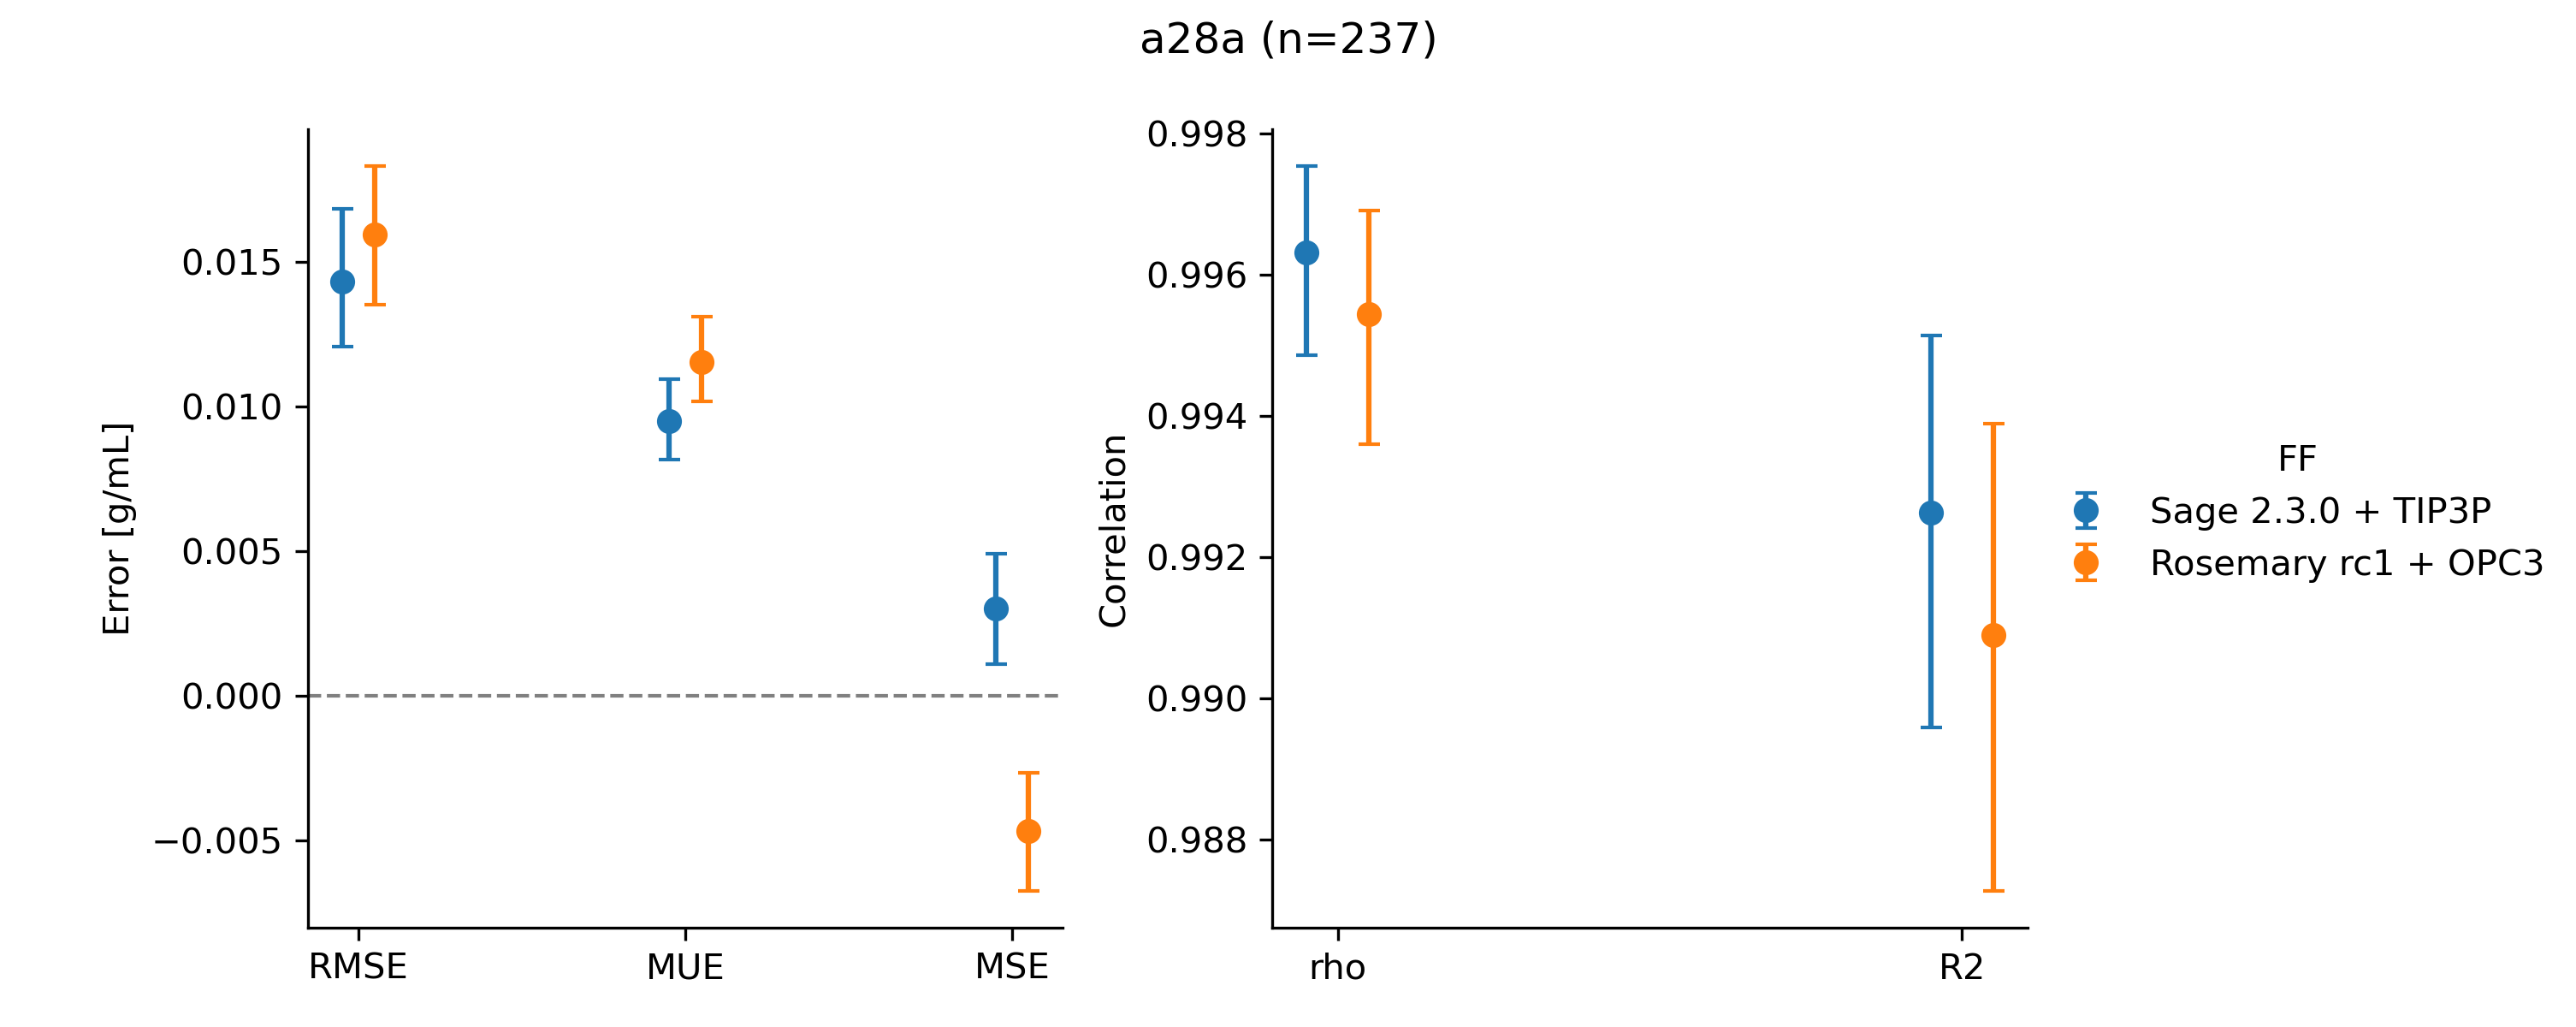 a28a (n=237)
Error [g/mL]
0.015
0.010
0.005
0.000
−0.005
RMSE
MUE
MSE
Correlation
0.998
0.996
0.994
0.992
0.990
0.988
rho
R2
FF
Sage 2.3.0 + TIP3P
Rosemary rc1 + OPC3